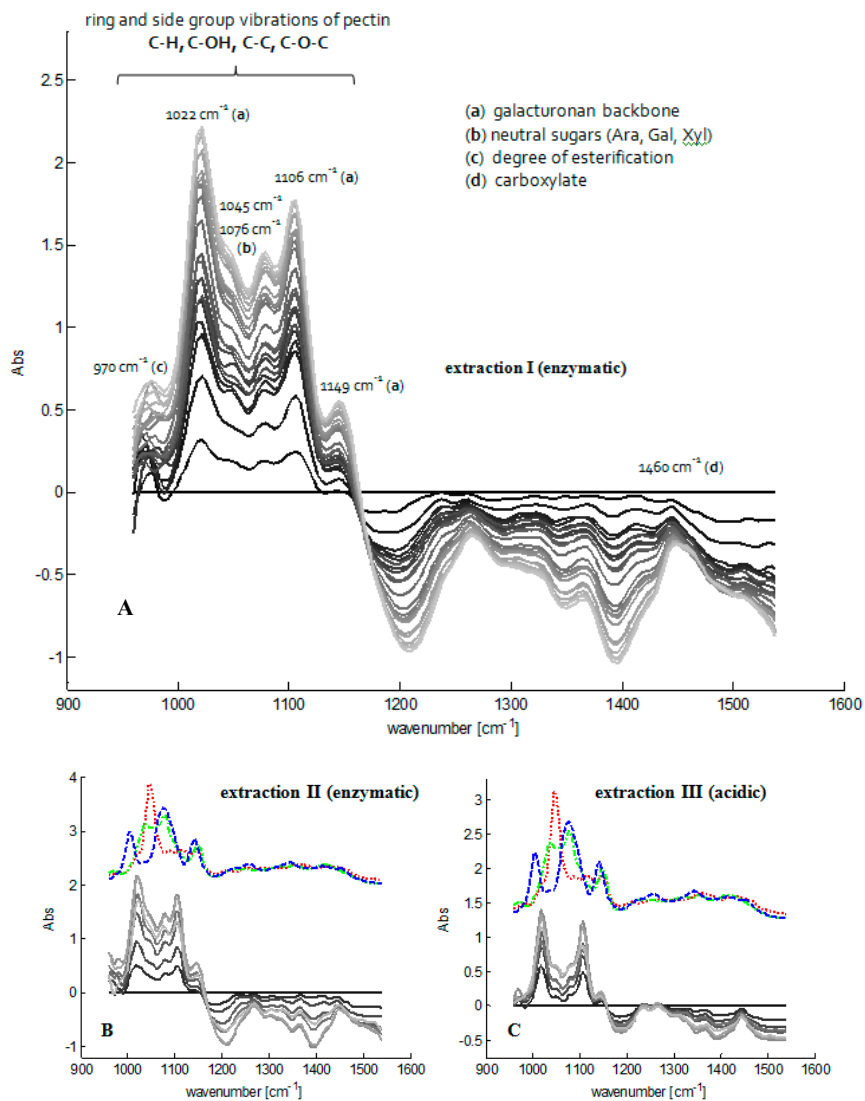 ring and side group vibrations of pectin
C-H, C-OH, C-C, C-O-C
2.5
2
1.5
1
0.5
0
-0.5
-1
Abs
1022 cm⁻¹ (a)
1106 cm⁻¹ (a)
1045 cm⁻¹
1076 cm⁻¹
(b)
970 cm⁻¹ (c)
1149 cm⁻¹ (a)
1460 cm⁻¹ (d)
(a) galacturonan backbone
(b) neutral sugars (Ara, Gal, Xyl)
(c) degree of esterification
(d) carboxylate
extraction I (enzymatic)
A
900 1000 1100 1200 1300 1400 1500 1600
wavenumber [cm⁻¹]
extraction II (enzymatic)
4
3
2
1
0
-1
Abs
B
900 1000 1100 1200 1300 1400 1500 1600
wavenumber [cm⁻¹]
extraction III (acidic)
3
2.5
2
1.5
1
0.5
0
-0.5
Abs
C
900 1000 1100 1200 1300 1400 1500 1600
wavenumber [cm⁻¹]